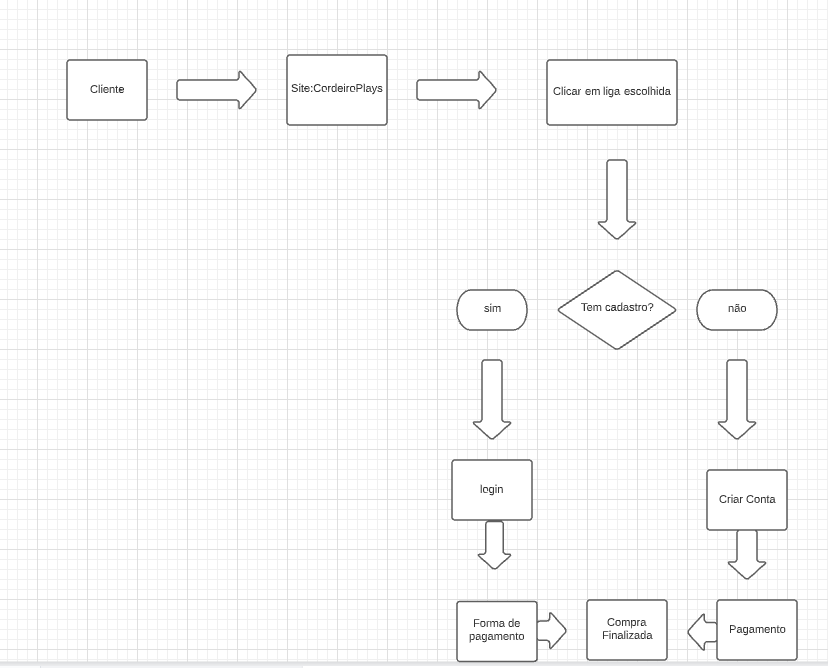 Cliente
Site:CordeiroPlays
Clicar em liga escolhida
sim
Tem cadastro?
não
login
Criar Conta
Forma de
pagamento
Compra
Finalizada
Pagamento